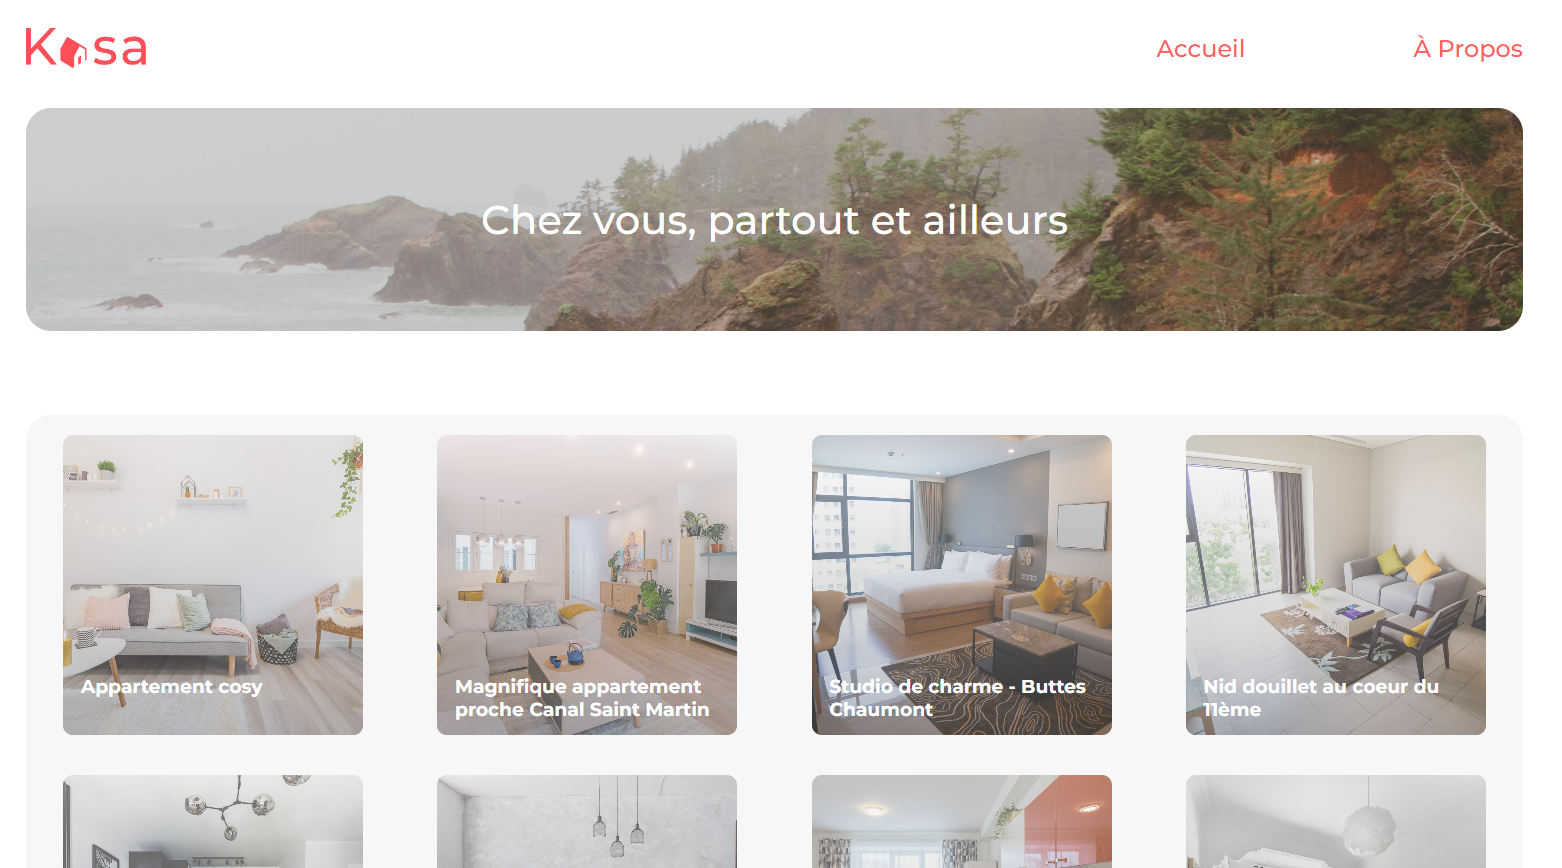 Kasa
Accueil
À Propos
Chez vous, partout et ailleurs
Appartement cosy
Magnifique appartement
proche Canal Saint Martin
Studio de charme - Buttes
Chaumont
Nid douillet au coeur du
11ème